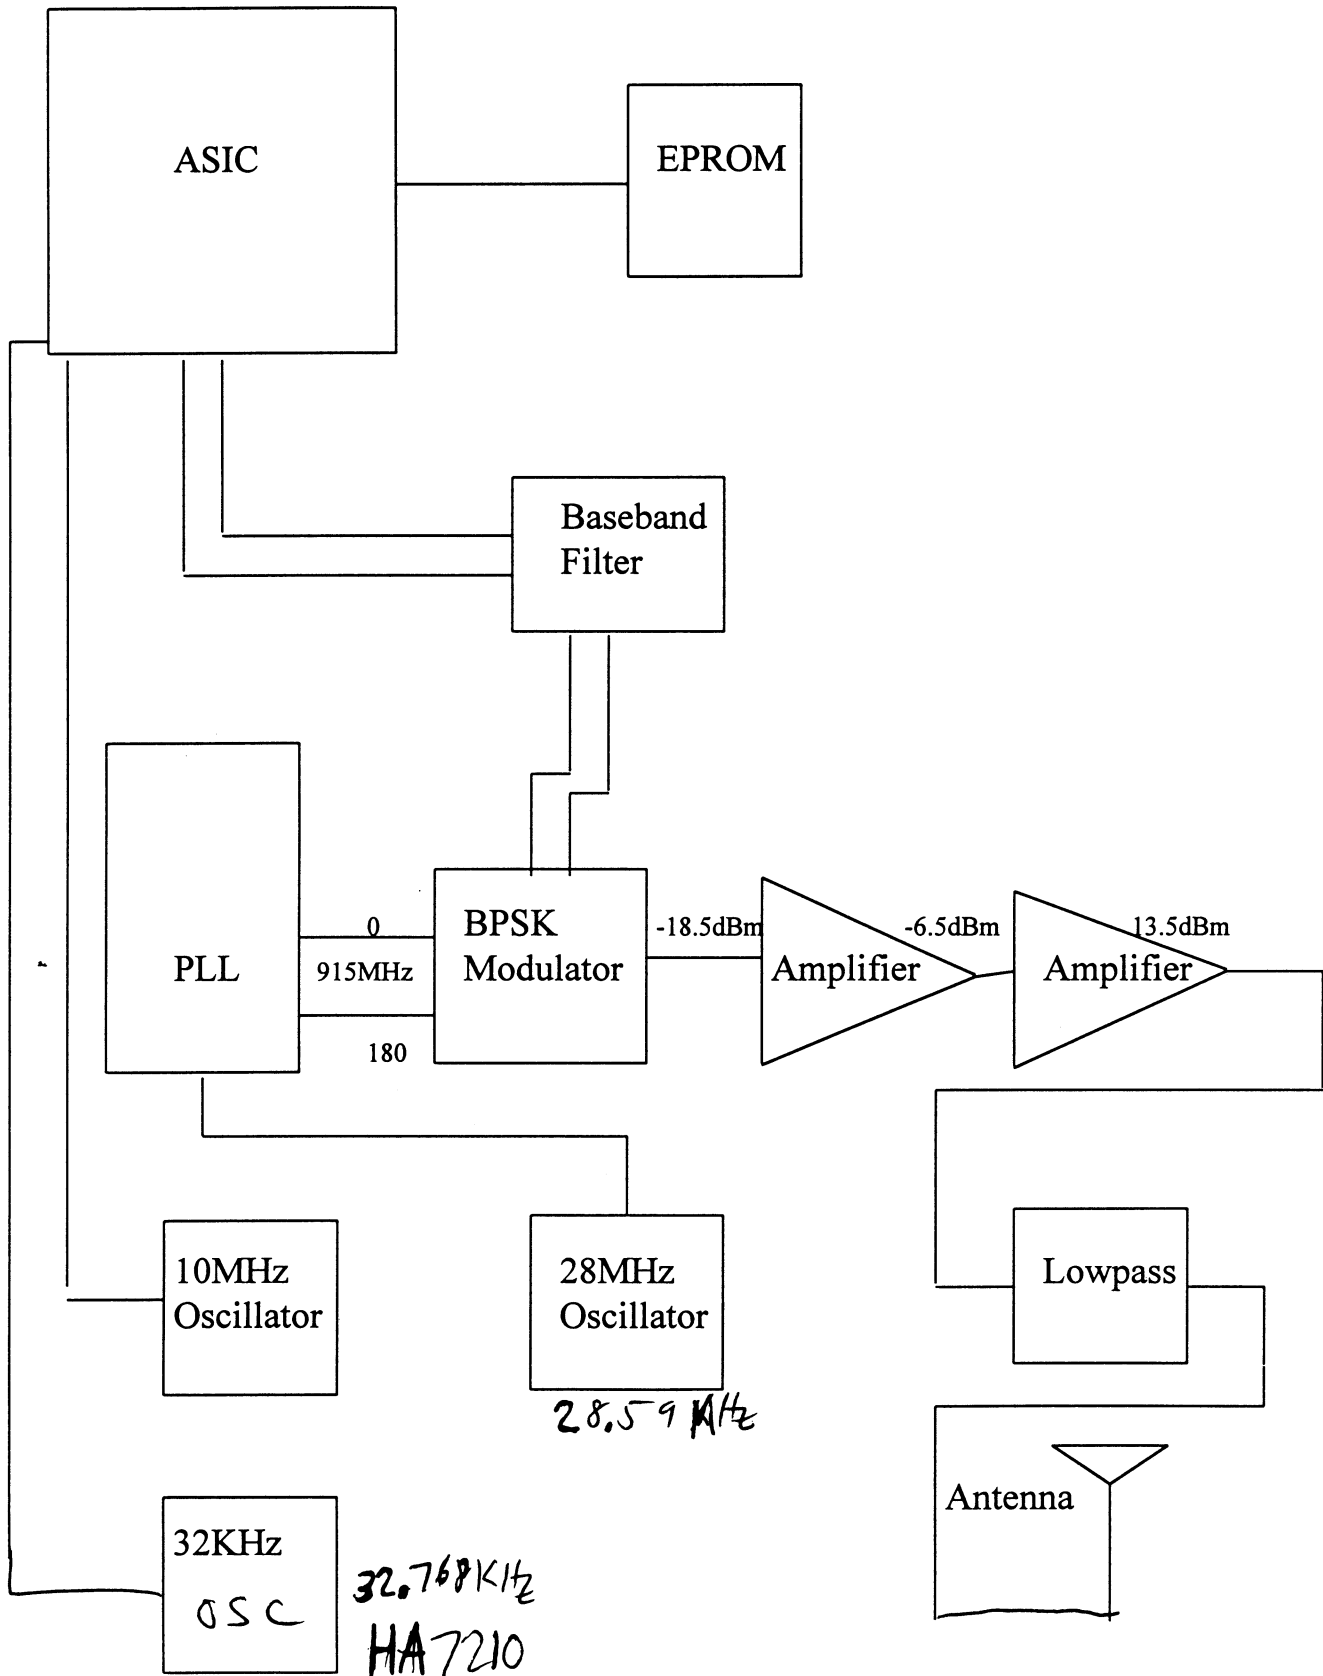 ASIC
EPROM
Baseband
Filter
PLL
0
915MHz
180
BPSK
Modulator
-18.5dBm
Amplifier
-6.5dBm
Amplifier
13.5dBm
10MHz
Oscillator
28MHz
Oscillator
28.59 MHz
Lowpass
Antenna
32KHz
OSC
32.768KHz
HA7210